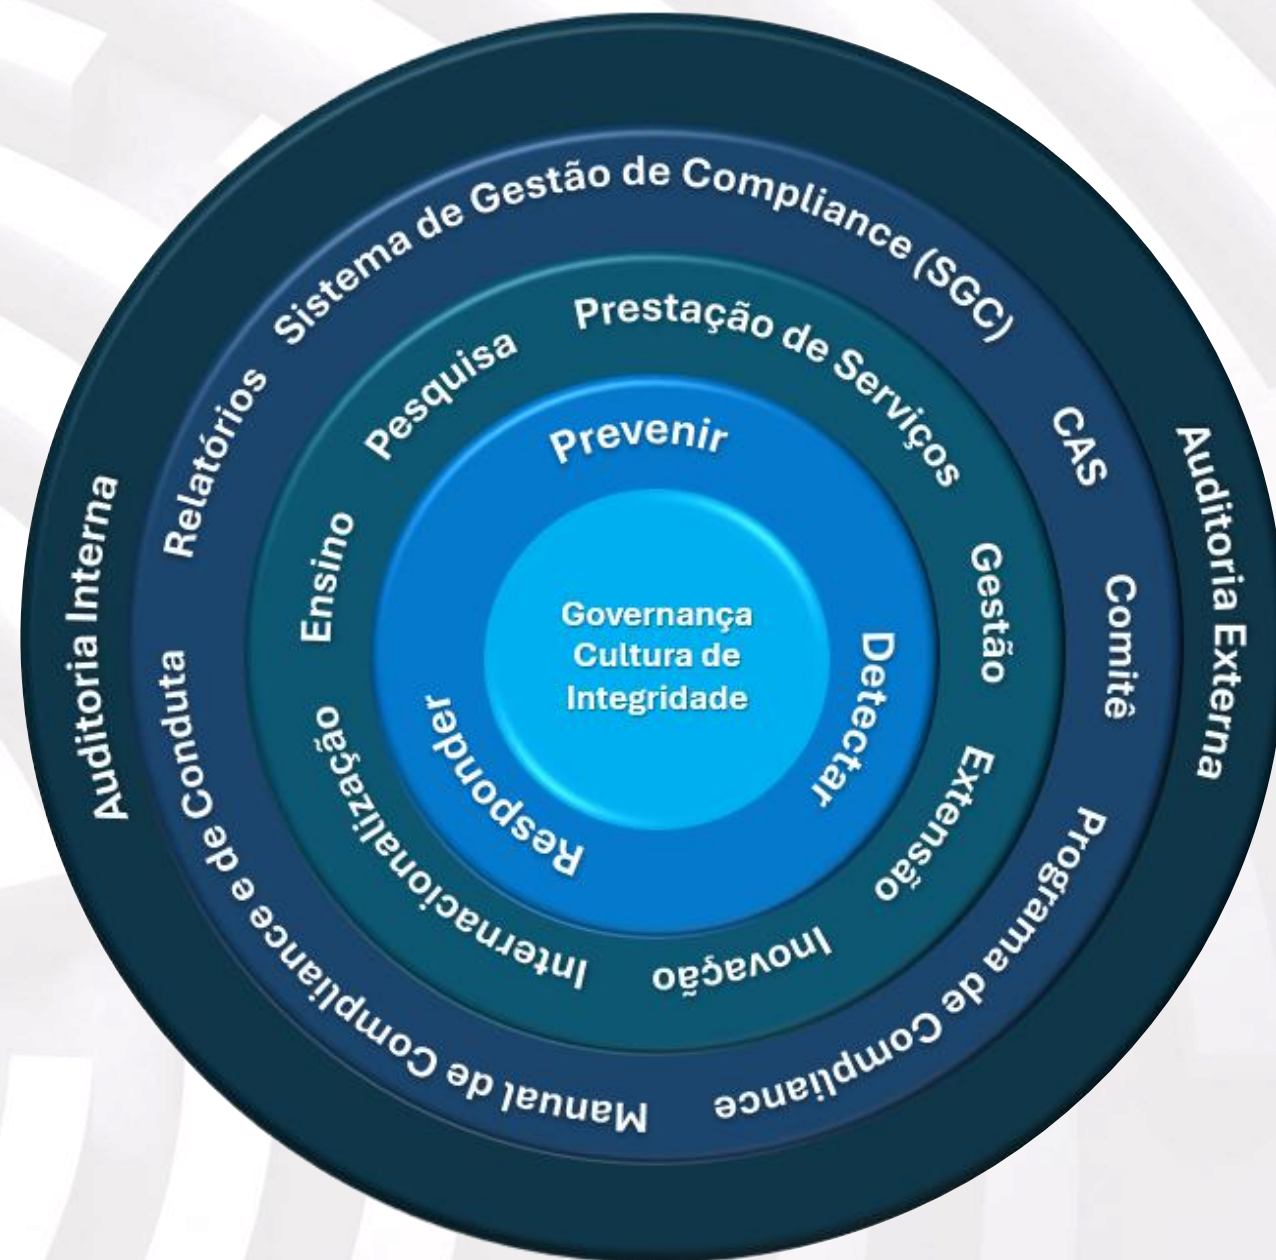 Governança
Cultura de
Integridade
Prevenir
Detectar
Responder
Prestação de Serviços
Gestão
Extensão
Inovação
Internacionalização
Ensino
Pesquisa
Sistema de Gestão de Compliance (SGC)
CAS
Comitê
Programa de Compliance
Manual de Compliance e de Conduta
Relatórios
Auditoria Externa
Auditoria Interna